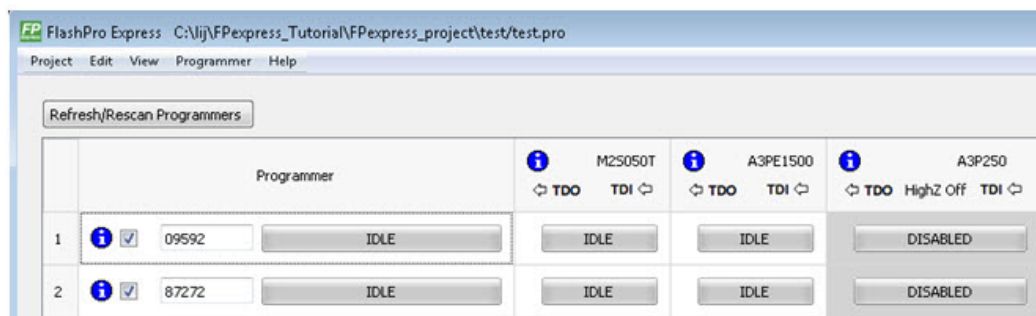 FP FlashPro Express C:\lij\FPexpress_Tutorial\FPexpress_project\test/test.pro
Project Edit View Programmer Help
Refresh/Rescan Programmers
Programmer
i M2S050T
TDO TDI
i A3PE1500
TDO TDI
i A3P250
TDO HighZ Off TDI
1 i 09592 IDLE IDLE IDLE DISABLED
2 i 87272 IDLE IDLE IDLE DISABLED